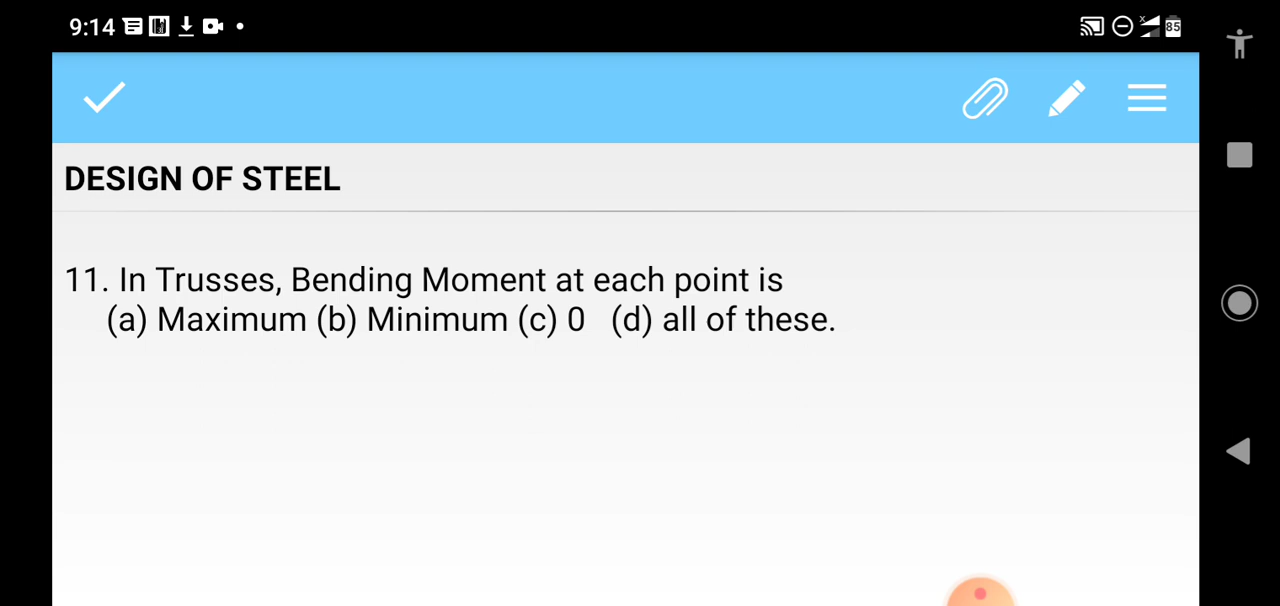 9:14
85
DESIGN OF STEEL
11. In Trusses, Bending Moment at each point is
(a) Maximum (b) Minimum (c) 0 (d) all of these.